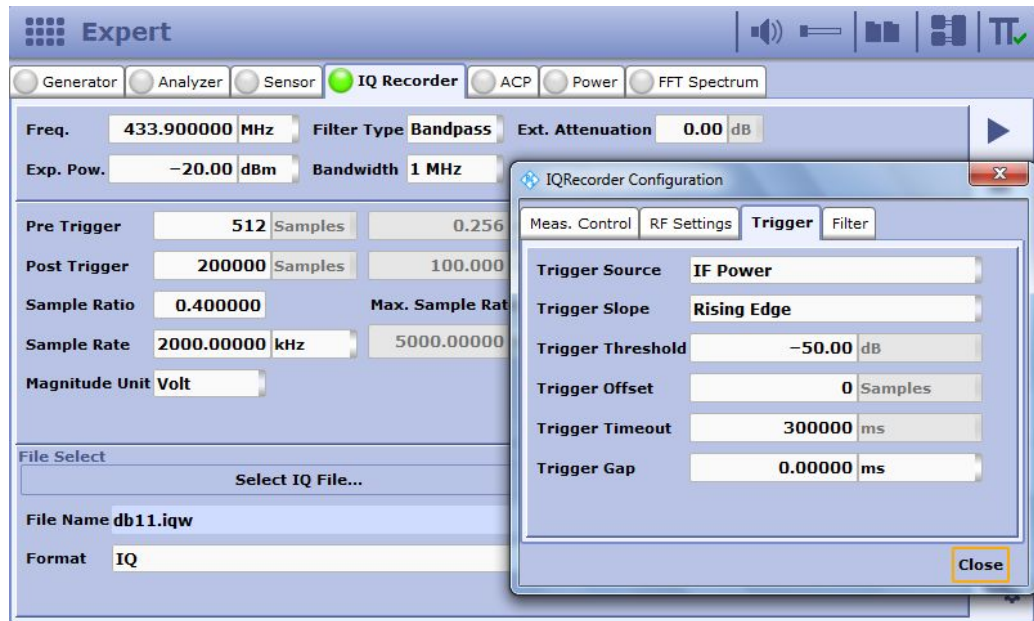 Expert
Generator Analyzer Sensor IQ Recorder ACP Power FFT Spectrum
Freq. 433.900000 MHz Filter Type Bandpass Ext. Attenuation 0.00 dB
Exp. Pow. −20.00 dBm Bandwidth 1 MHz
Pre Trigger 512 Samples 0.256
Post Trigger 200000 Samples 100.000
Sample Ratio 0.400000 Max. Sample Rat
Sample Rate 2000.00000 kHz 5000.00000
Magnitude Unit Volt
File Select
Select IQ File...
File Name db11.iqw
Format IQ
IQRecorder Configuration
Meas. Control RF Settings Trigger Filter
Trigger Source IF Power
Trigger Slope Rising Edge
Trigger Threshold −50.00 dB
Trigger Offset 0 Samples
Trigger Timeout 300000 ms
Trigger Gap 0.00000 ms
Close